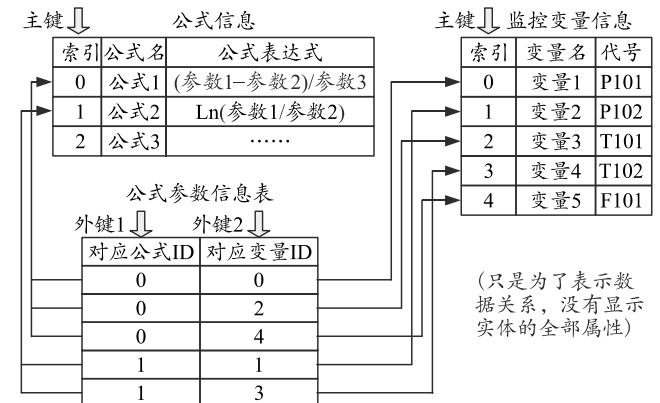 主键 公式信息
索引 公式名 公式表达式
0 公式1 (参数1−参数2)/参数3
1 公式2 Ln(参数1/参数2)
2 公式3 ……
主键 监控变量信息
索引 变量名 代号
0 变量1 P101
1 变量2 P102
2 变量3 T101
3 变量4 T102
4 变量5 F101
公式参数信息表
外键1 外键2
对应公式ID 对应变量ID
0 0
0 2
0 4
1 1
1 3
(只是为了表示数
据关系，没有显示
实体的全部属性)